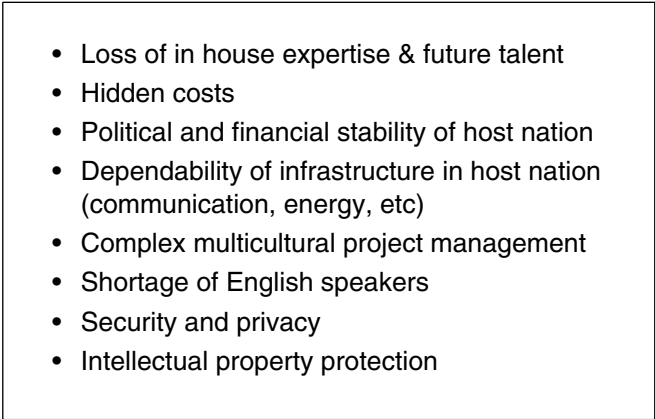 • Loss of in house expertise & future talent
• Hidden costs
• Political and financial stability of host nation
• Dependability of infrastructure in host nation
(communication, energy, etc)
• Complex multicultural project management
• Shortage of English speakers
• Security and privacy
• Intellectual property protection